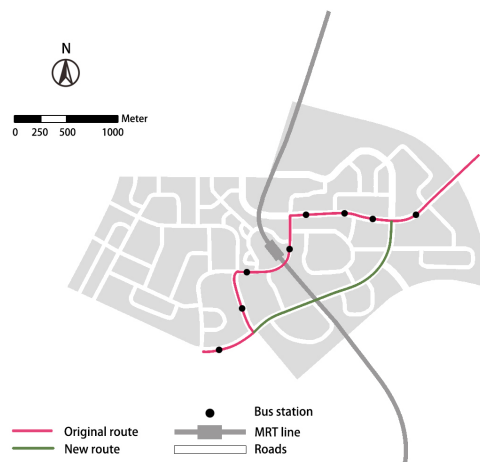 N
Meter
0 250 500 1000
Bus station
Original route
MRT line
New route
Roads